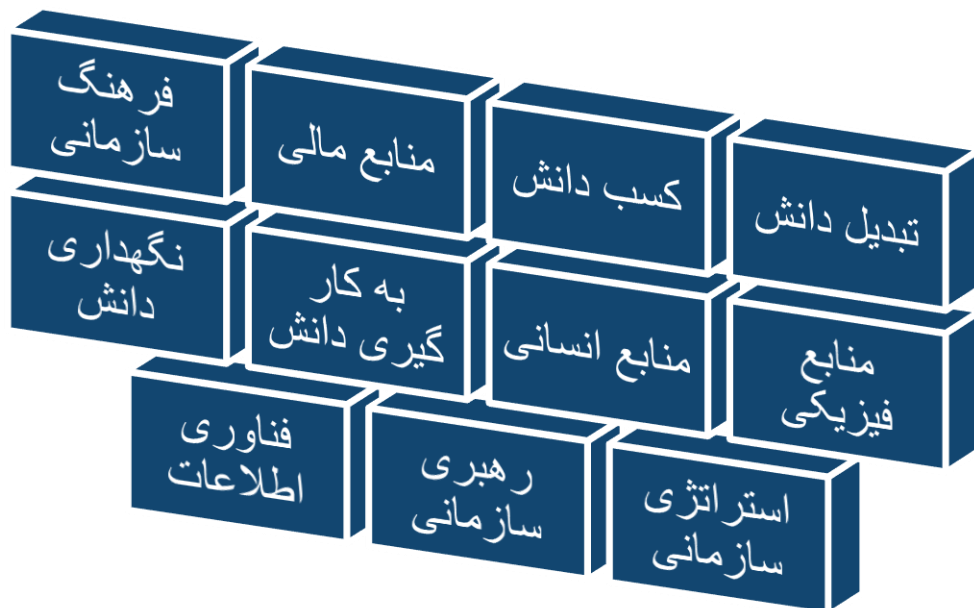 تبدیل دانش
کسب دانش
منابع مالی
فرهنگ
سازمانی
منابع
فیزیکی
منابع انسانی
به کار
گیری دانش
نگهداری
دانش
استراتژی
سازمانی
رهبری
سازمانی
فناوری
اطلاعات